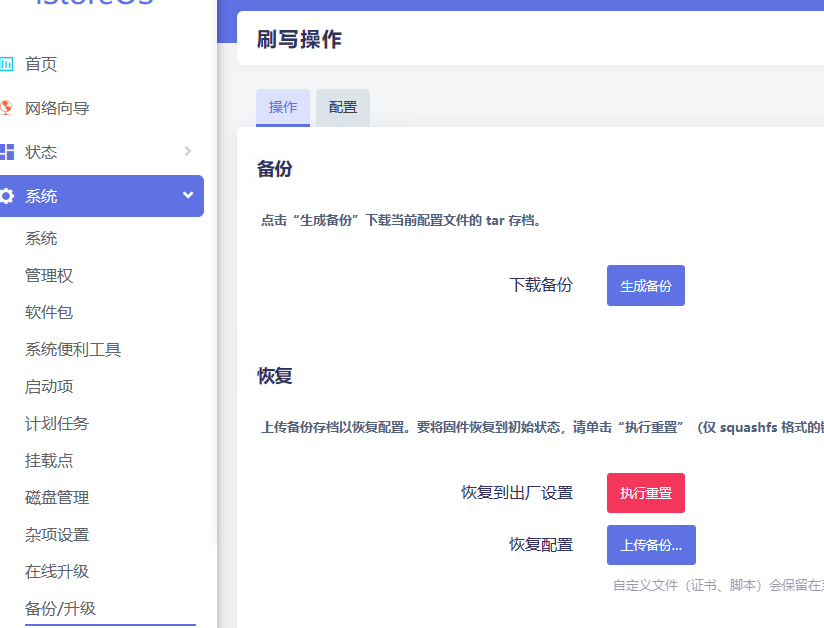 iStoreOS
首页
网络向导
状态
系统
系统
管理权
软件包
系统便利工具
启动项
计划任务
挂载点
磁盘管理
杂项设置
在线升级
备份/升级
刷写操作
操作
配置
备份
点击“生成备份”下载当前配置文件的 tar 存档。
下载备份
生成备份
恢复
上传备份存档以恢复配置。要将固件恢复到初始状态，请单击“执行重置”（仅 squashfs 格式的
恢复到出厂设置
执行重置
恢复配置
上传备份...
自定义文件（证书、脚本）会保留在